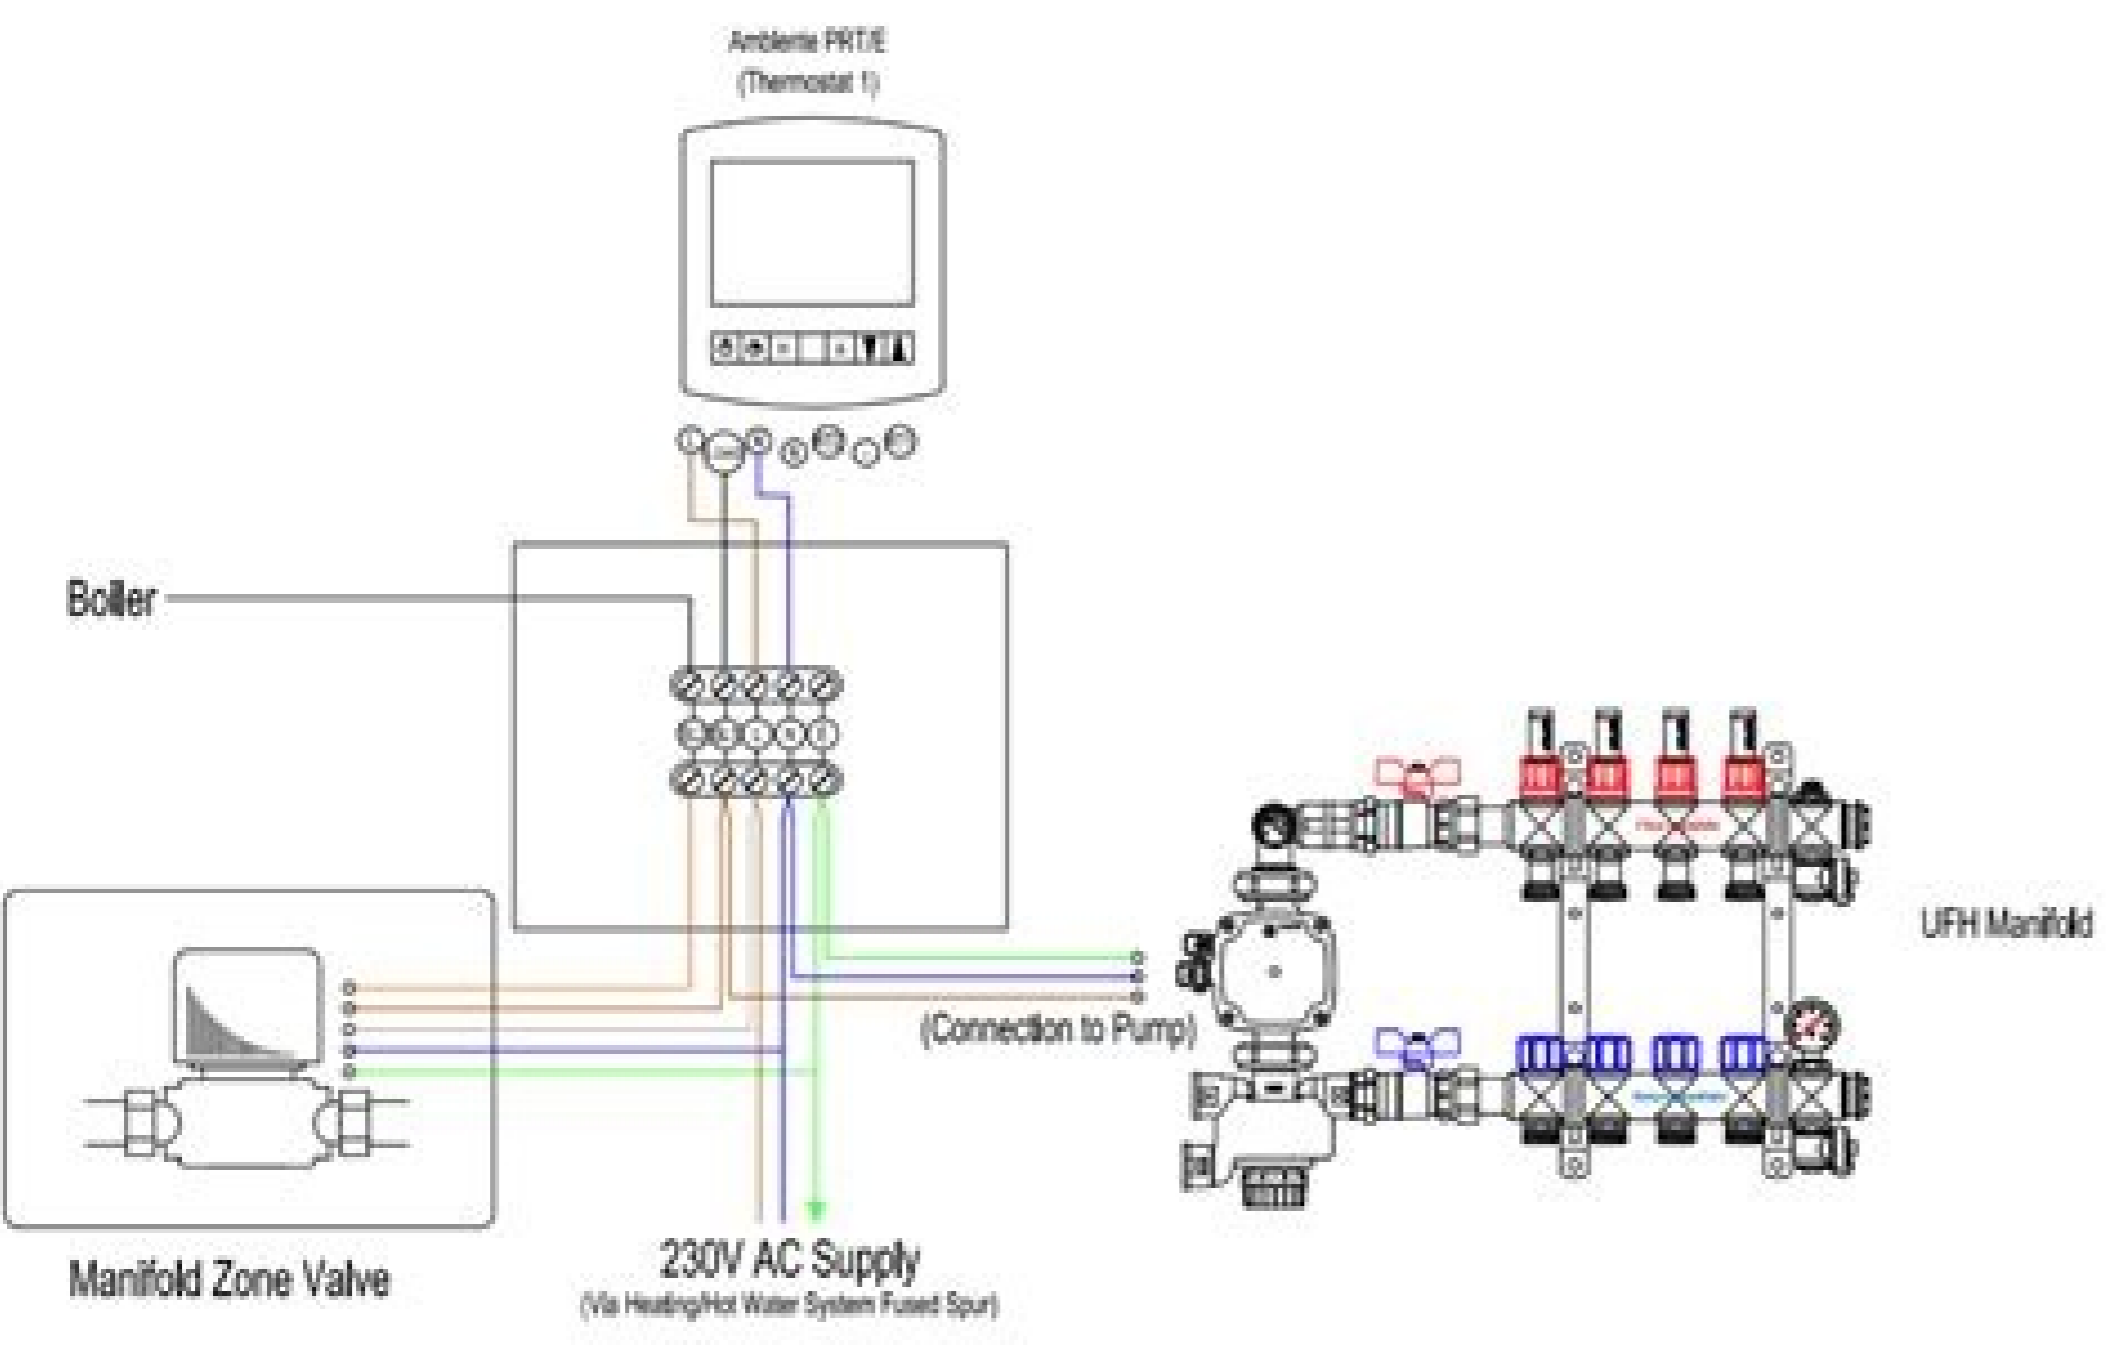 Ambiente PRT/E
(Thermostat 1)
L
N
Boiler
L
N
E
(Connection to Pump)
UFH Manifold
Manifold Zone Valve
230V AC Supply
(Via Heating/Hot Water System Fused Spur)